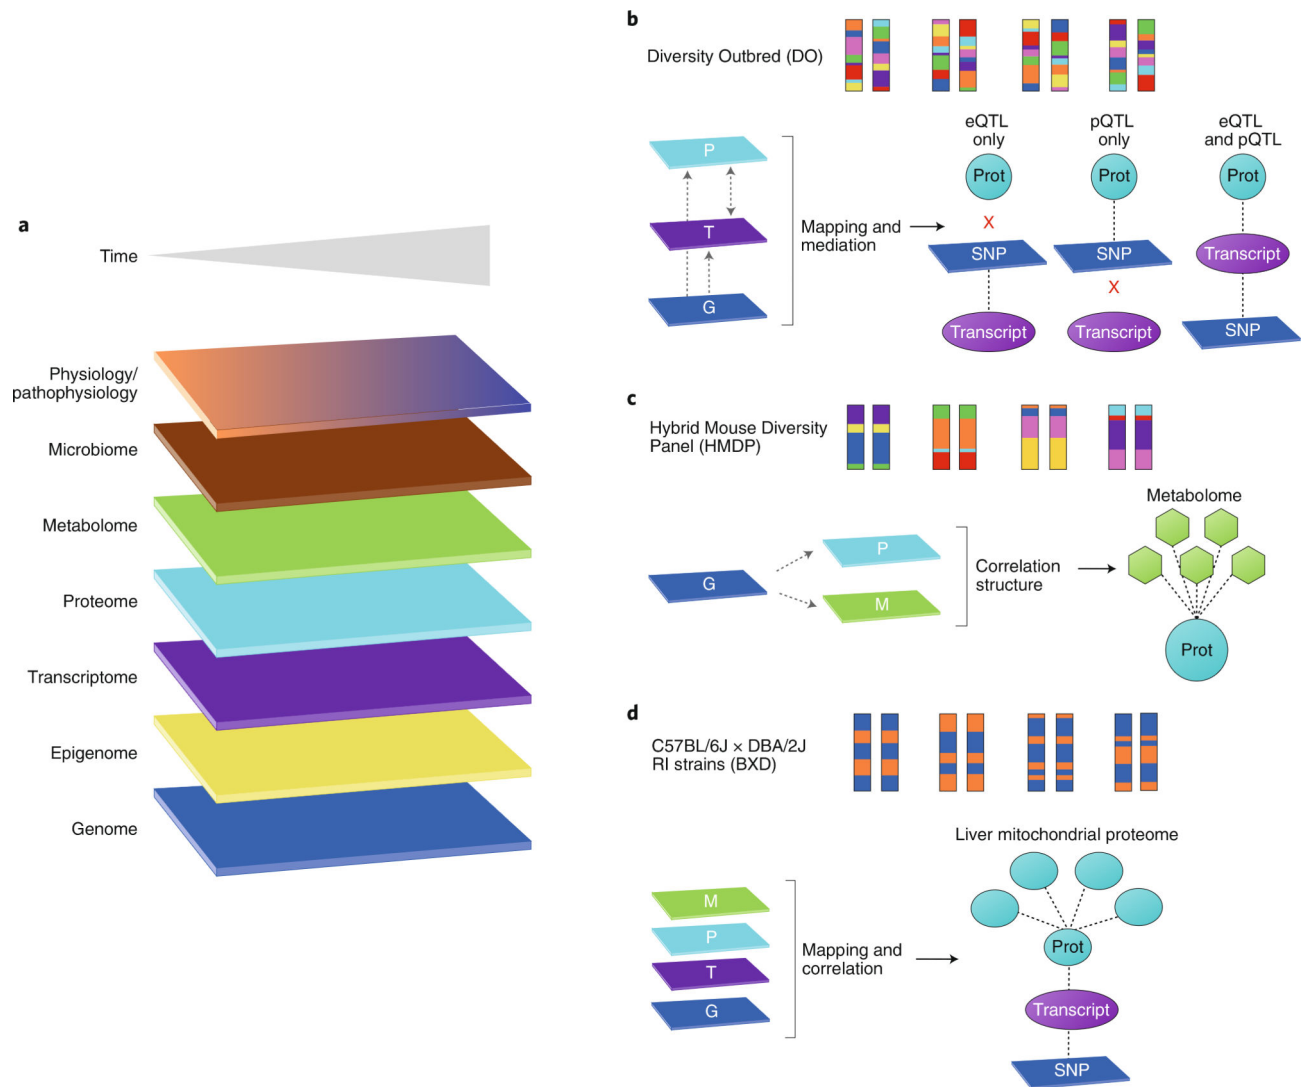 a
Time
Physiology/
pathophysiology
Microbiome
Metabolome
Proteome
Transcriptome
Epigenome
Genome
b
Diversity Outbred (DO)
P
T
G
Mapping and
mediation
eQTL
only
Prot
X
SNP
Transcript
pQTL
only
Prot
SNP
X
Transcript
eQTL
and pQTL
Prot
Transcript
SNP
c
Hybrid Mouse Diversity
Panel (HMDP)
G
P
M
Correlation
structure
Metabolome
Prot
d
C57BL/6J × DBA/2J
RI strains (BXD)
M
P
T
G
Mapping and
correlation
Liver mitochondrial proteome
Prot
Transcript
SNP